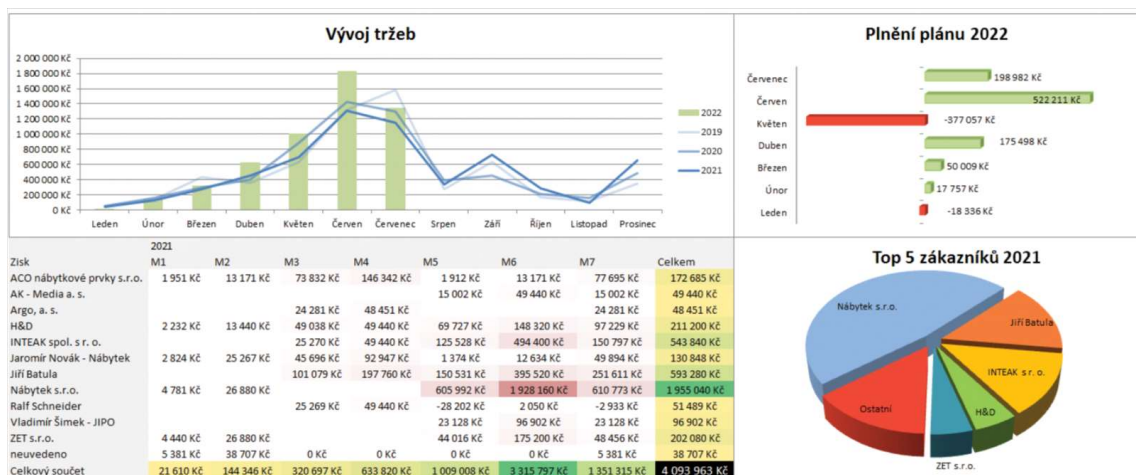 Vývoj tržeb
2 000 000 Kč
1 800 000 Kč
1 600 000 Kč
1 400 000 Kč
1 200 000 Kč
1 000 000 Kč
800 000 Kč
600 000 Kč
400 000 Kč
200 000 Kč
0 Kč
Leden Únor Březen Duben Květen Červen Červenec Srpen Září Říjen Listopad Prosinec
2022
2019
2020
2021
Plnění plánu 2022
Červenec 198 982 Kč
Červen 522 211 Kč
Květen -377 057 Kč
Duben 175 498 Kč
Březen 50 009 Kč
Únor 17 757 Kč
Leden -18 336 Kč
2021
Zisk M1 M2 M3 M4 M5 M6 M7 Celkem
ACO nábytkové prvky s.r.o. 1 951 Kč 13 171 Kč 73 832 Kč 146 342 Kč 1 912 Kč 13 171 Kč 77 695 Kč 172 685 Kč
AK - Media a. s. 15 002 Kč 49 440 Kč 15 002 Kč 49 440 Kč
Argo, a. s. 24 281 Kč 48 451 Kč 24 281 Kč 48 451 Kč
H&D 2 232 Kč 13 440 Kč 49 038 Kč 49 440 Kč 69 727 Kč 148 320 Kč 97 229 Kč 211 200 Kč
INTEAK spol. s r. o. 25 270 Kč 49 440 Kč 125 528 Kč 494 400 Kč 150 797 Kč 543 840 Kč
Jaromír Novák - Nábytek 2 824 Kč 25 267 Kč 45 696 Kč 92 947 Kč 1 374 Kč 12 634 Kč 49 894 Kč 130 848 Kč
Jiří Batula 101 079 Kč 197 760 Kč 150 531 Kč 395 520 Kč 251 611 Kč 593 280 Kč
Nábytek s.r.o. 4 781 Kč 26 880 Kč 605 992 Kč 1 928 160 Kč 610 773 Kč 1 955 040 Kč
Ralf Schneider 25 269 Kč 49 440 Kč -28 202 Kč 2 050 Kč -2 933 Kč 51 489 Kč
Vladimír Šimek - JIPO 23 128 Kč 96 902 Kč 23 128 Kč 96 902 Kč
ZET s.r.o. 4 440 Kč 26 880 Kč 44 016 Kč 175 200 Kč 48 456 Kč 202 080 Kč
neuvedeno 5 381 Kč 38 707 Kč 0 Kč 0 Kč 0 Kč 0 Kč 5 381 Kč 38 707 Kč
Celkový součet 21 610 Kč 144 346 Kč 320 697 Kč 633 820 Kč 1 009 008 Kč 3 315 797 Kč 1 351 315 Kč 4 093 963 Kč
Top 5 zákazníků 2021
Nábytek s.r.o.
Jiří Batula
INTEAK s r. o.
H&D
ZET s.r.o.
Ostatní